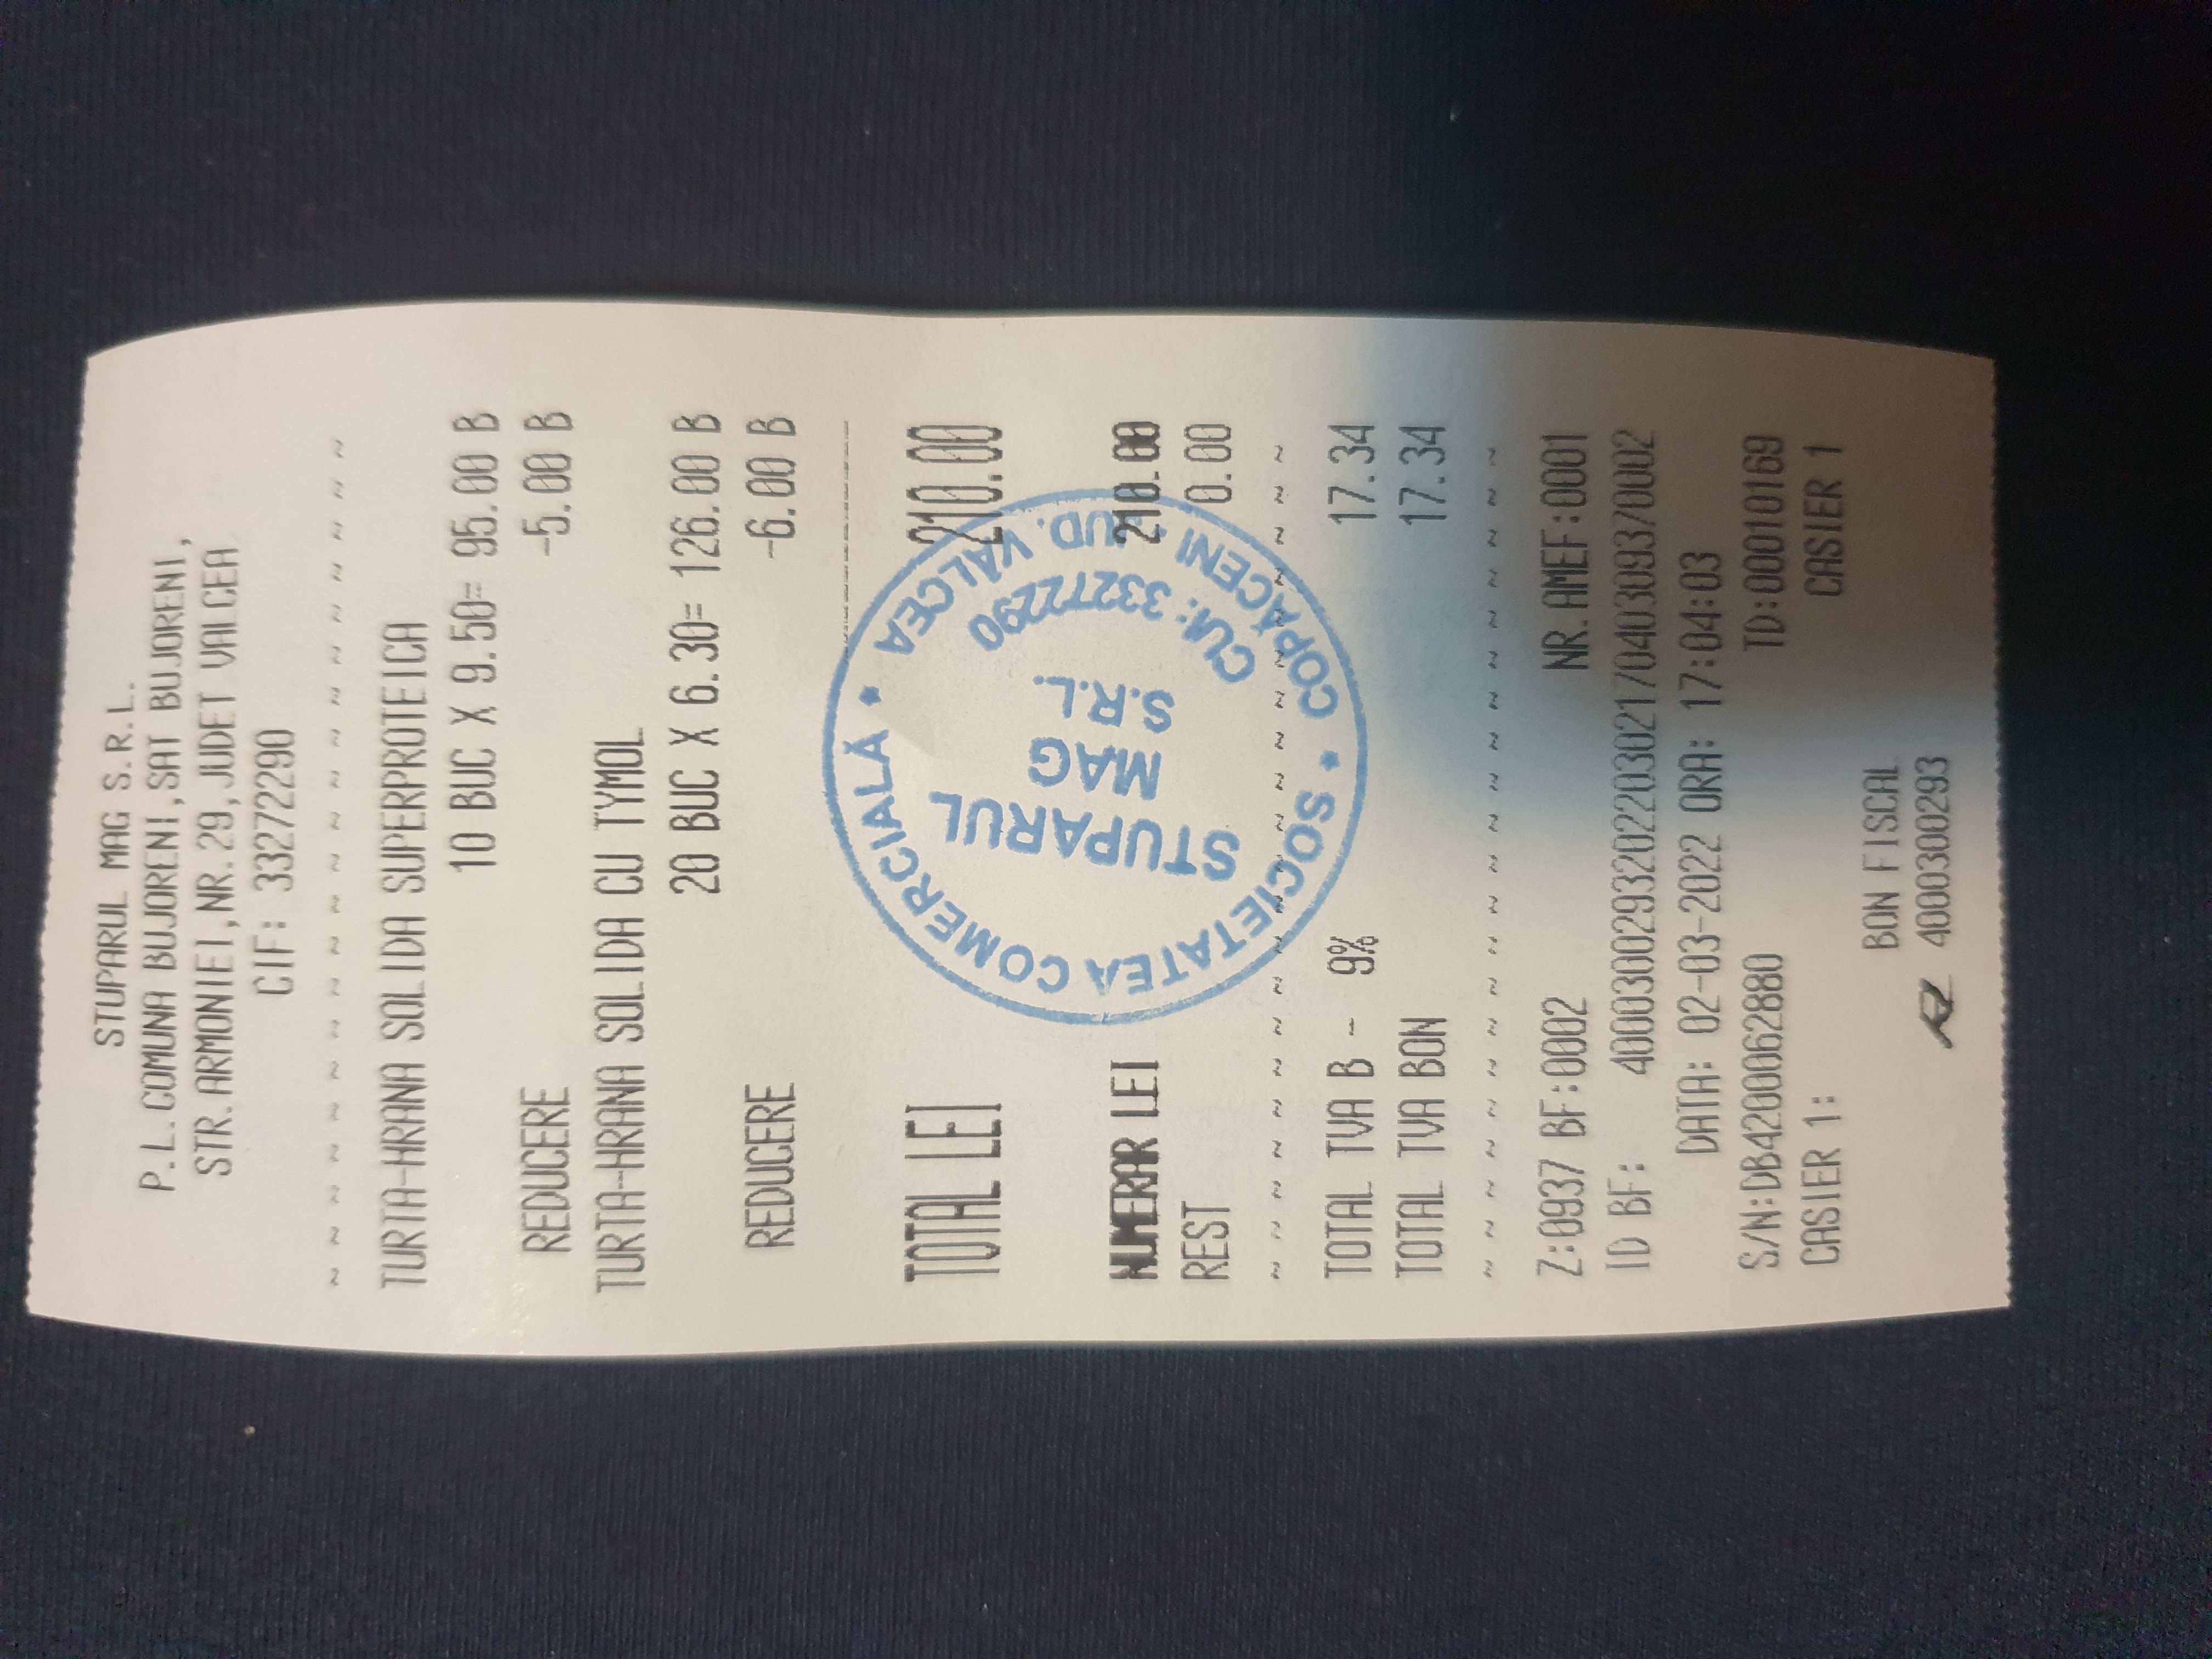 STUPARUL MAG S.R.L.
P.L.COMUNA BUJORENI,SAT BUJORENI,
STR.ARMONIEI,NR.29,JUDET VALCEA
CIF: 33272290
~ ~ ~ ~ ~ ~ ~ ~ ~ ~ ~ ~ ~ ~ ~ ~ ~
TURTA-HRANA SOLIDA SUPERPROTEICA
10 BUC X 9.50= 95.00 B
REDUCERE -5.00 B
TURTA-HRANA SOLIDA CU TYMOL
20 BUC X 6.30= 126.00 B
REDUCERE -6.00 B
TOTAL LEI 210.00
NUMERAR LEI 210.00
REST 0.00
~ ~ ~ ~ ~ ~ ~ ~ ~ ~ ~ ~ ~ ~ ~ ~ ~
TOTAL TVA B - 9% 17.34
TOTAL TVA BON 17.34
~ ~ ~ ~ ~ ~ ~ ~ ~ ~ ~ ~ ~ ~ ~ ~ ~
Z:0937 BF:0002 NR.AMEF:0001
ID BF: 40003002932022030217040309370002
DATA: 02-03-2022 ORA: 17:04:03
S/N:DB4200062880 TD:00010169
CASIER 1: CASIER 1
BON FISCAL
4000300293
SOCIETATEA COMERCIALĂ * COPĂCENI JUD. VÂLCEA *
STUPARUL
MAG
S.R.L.
CUI: 33272290